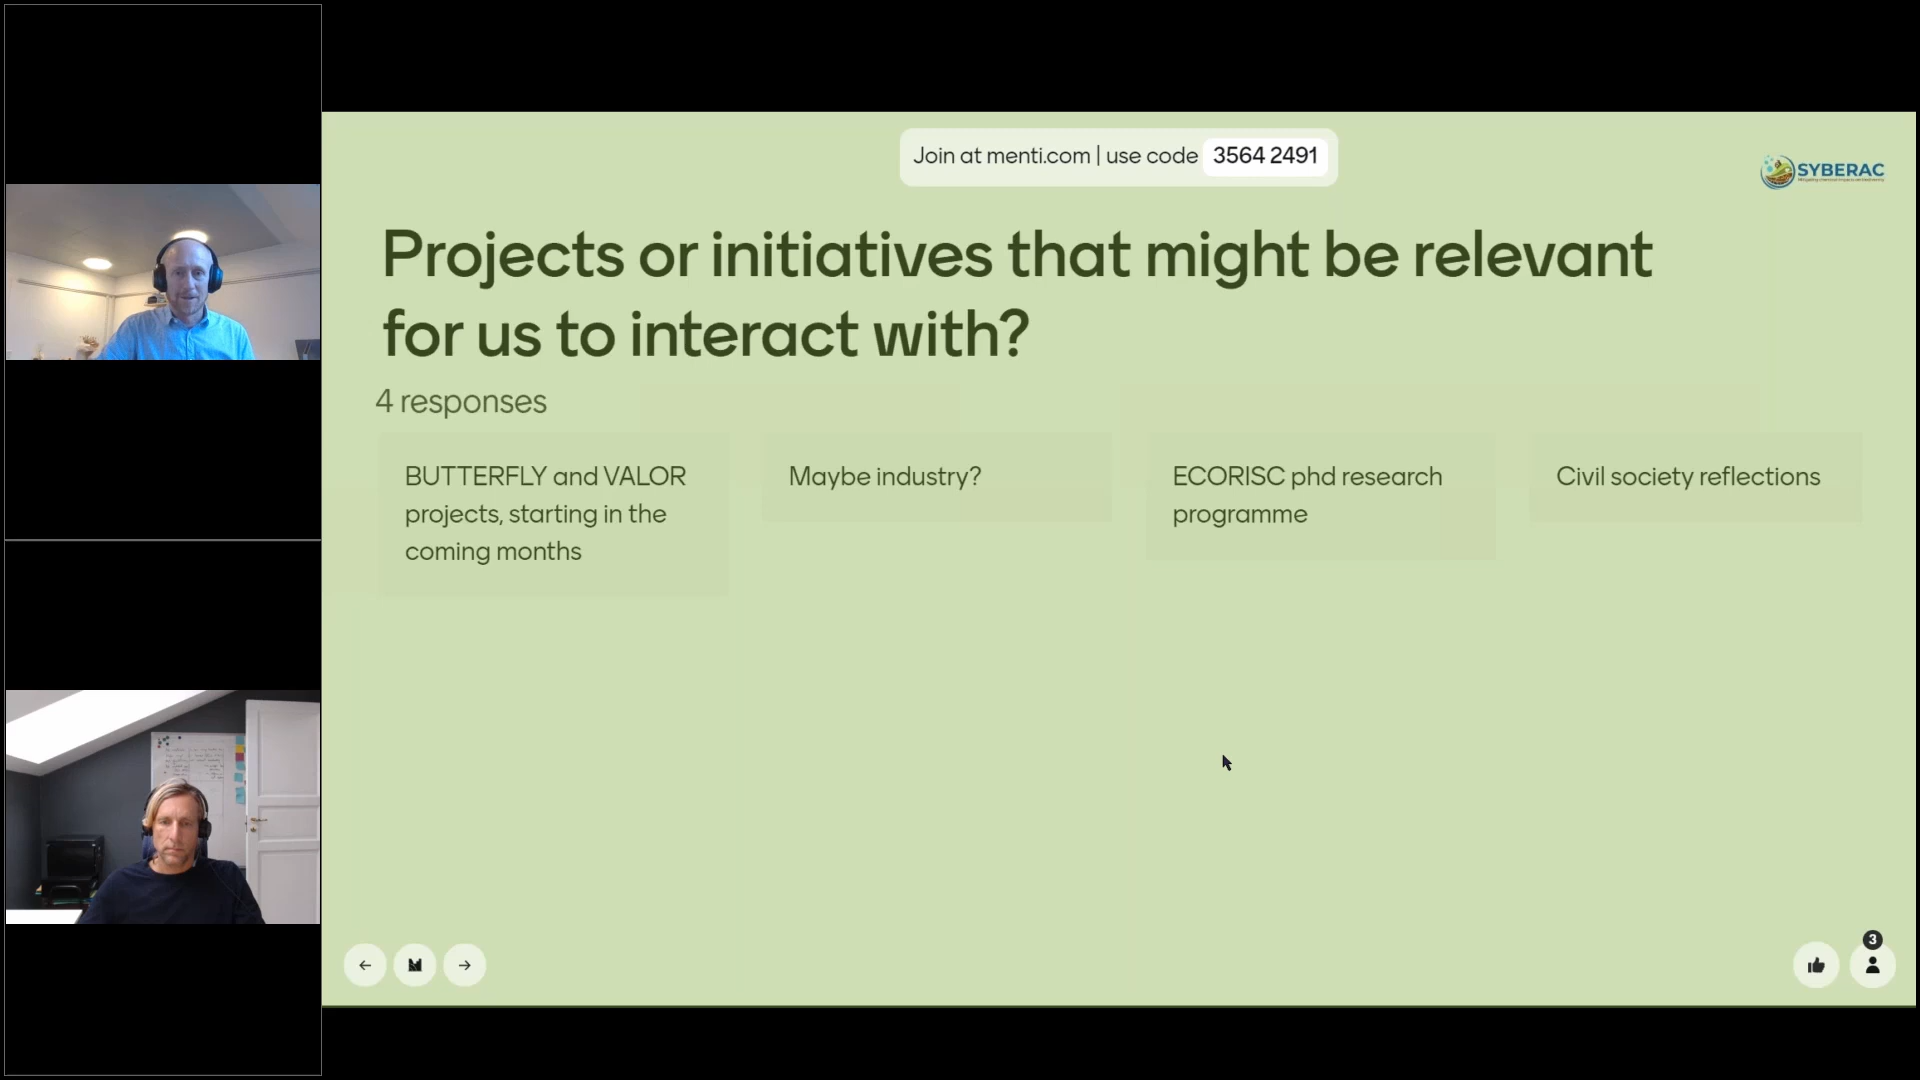 Join at menti.com | use code 3564 2491
SYBERAC
Projects or initiatives that might be relevant
for us to interact with?
4 responses
BUTTERFLY and VALOR
projects, starting in the
coming months
Maybe industry?
ECORISC phd research
programme
Civil society reflections
3